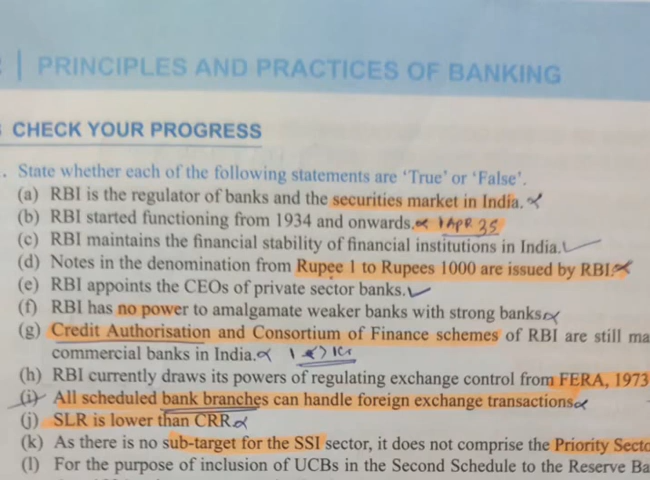 PRINCIPLES AND PRACTICES OF BANKING
CHECK YOUR PROGRESS
. State whether each of the following statements are ‘True’ or ‘False’.
(a) RBI is the regulator of banks and the securities market in India.
(b) RBI started functioning from 1934 and onwards. 1 APR 35
(c) RBI maintains the financial stability of financial institutions in India.
(d) Notes in the denomination from Rupee 1 to Rupees 1000 are issued by RBI.
(e) RBI appoints the CEOs of private sector banks.
(f) RBI has no power to amalgamate weaker banks with strong banks.
(g) Credit Authorisation and Consortium of Finance schemes of RBI are still ma
commercial banks in India.
(h) RBI currently draws its powers of regulating exchange control from FERA, 1973
(i) All scheduled bank branches can handle foreign exchange transactions.
(j) SLR is lower than CRR.
(k) As there is no sub-target for the SSI sector, it does not comprise the Priority Secto
(l) For the purpose of inclusion of UCBs in the Second Schedule to the Reserve Ba